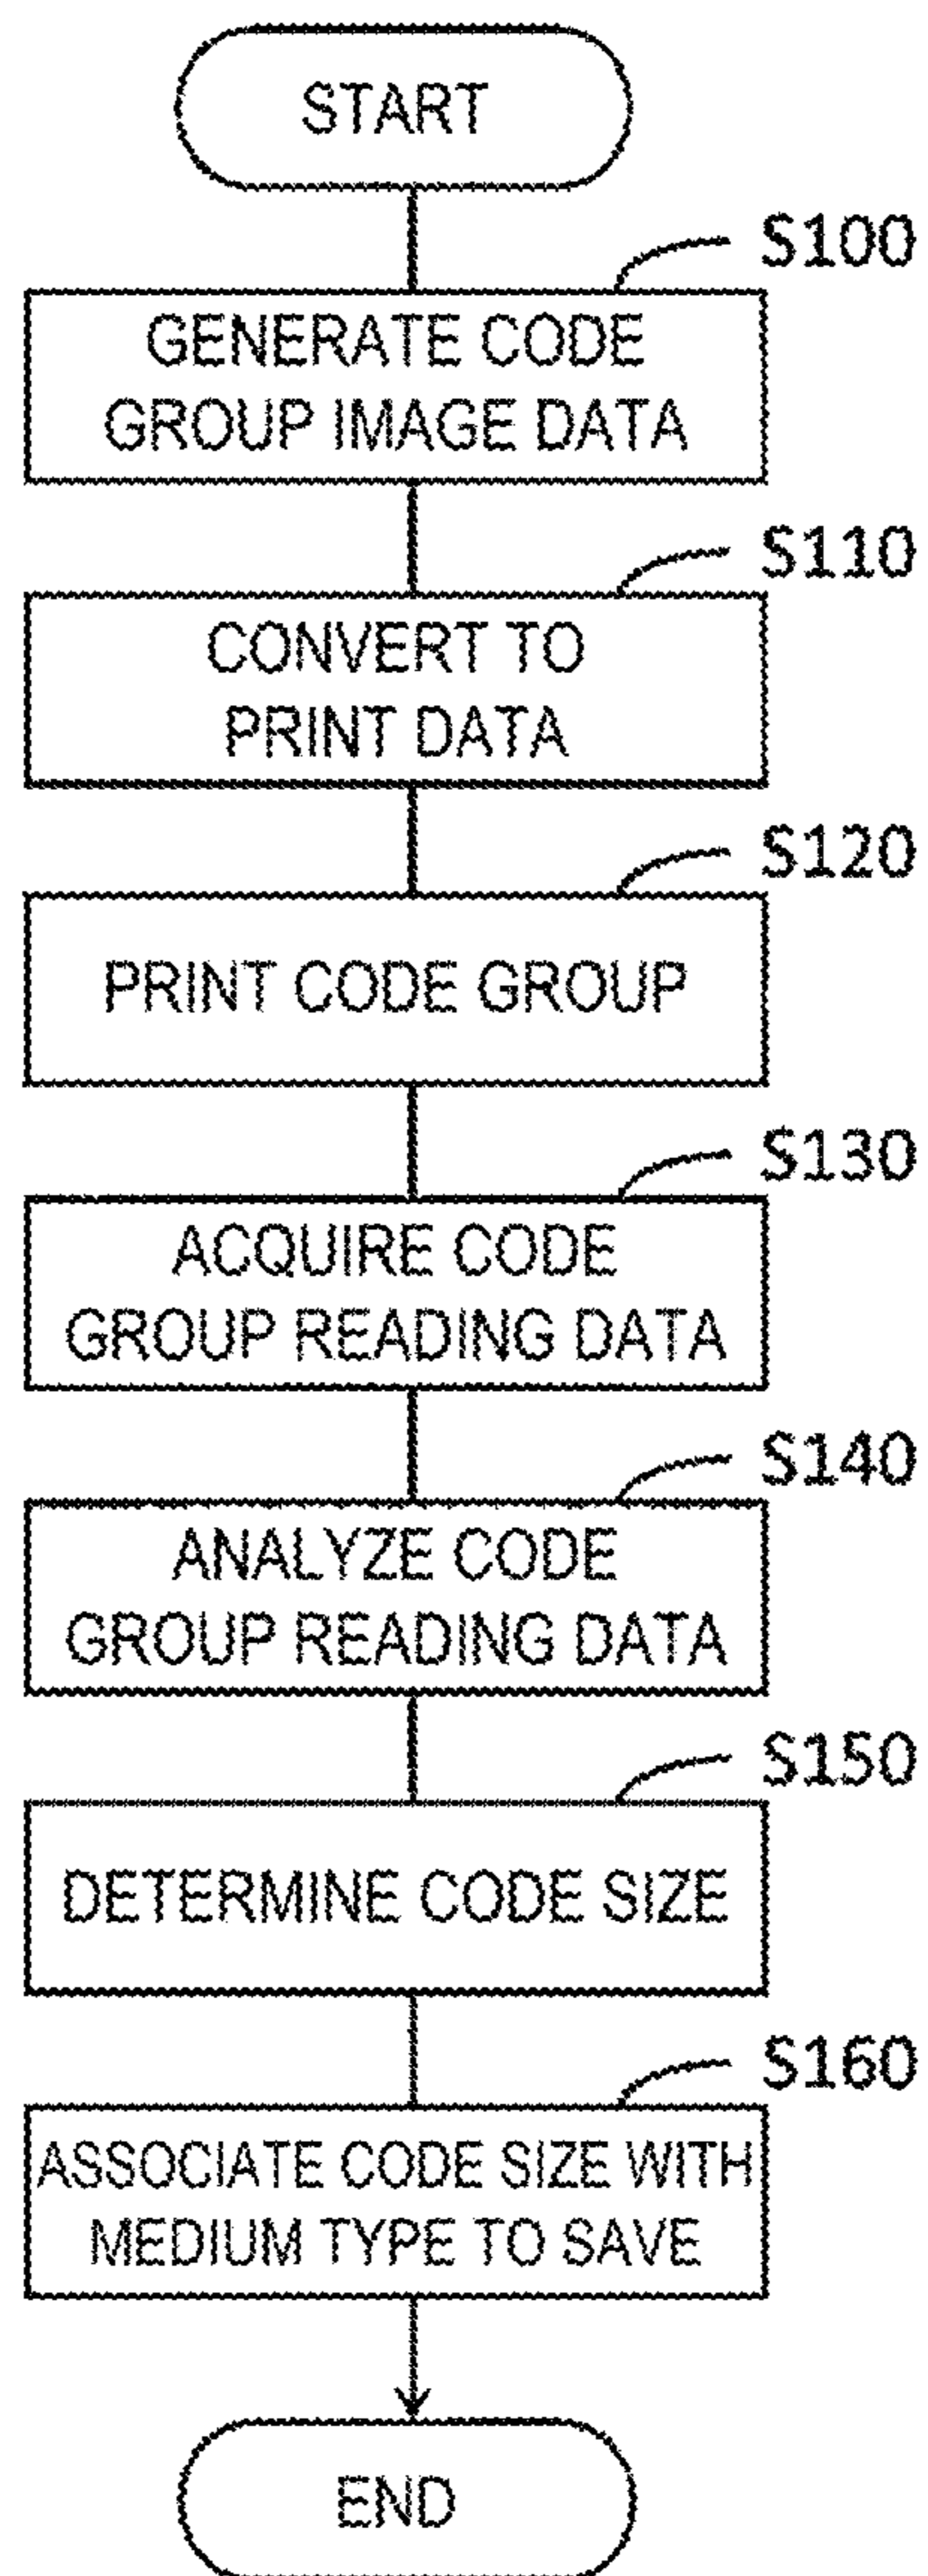 START
S100
GENERATE CODE
GROUP IMAGE DATA
S110
CONVERT TO
PRINT DATA
S120
PRINT CODE GROUP
S130
ACQUIRE CODE
GROUP READING DATA
S140
ANALYZE CODE
GROUP READING DATA
S150
DETERMINE CODE SIZE
S160
ASSOCIATE CODE SIZE WITH
MEDIUM TYPE TO SAVE
END